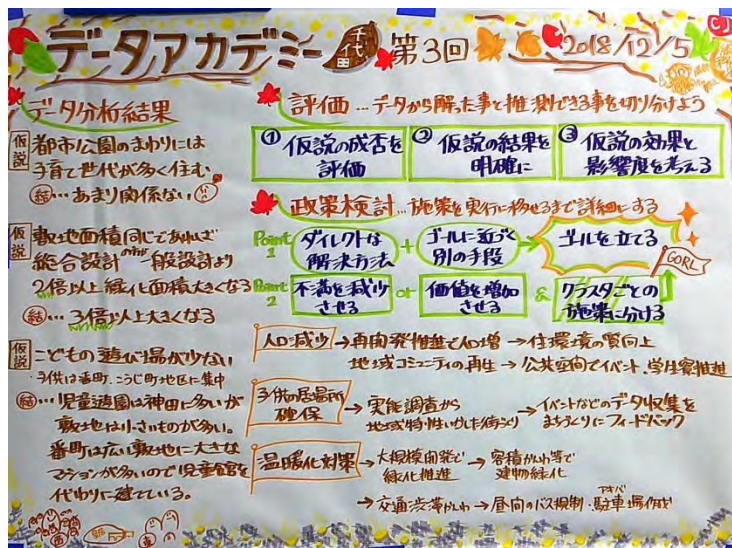 データアカデミー 千代田 第3回 2018/12/5
データ分析結果
仮説 都市公園のまわりには
子育て世代が多く住む
結… あまり関係ない
仮説 敷地面積同じであれば
総合設計の方が一般設計より
2倍以上緑化面積大きくなる
結… 3倍以上大きくなる
仮説 こどもの遊び場が少ない
・子供は番町、こうじ町地区に集中
結… 児童遊園は神田に多いが
敷地は小さいものが多い。
番町は広い敷地に大きな
マンションが多いので児童館を
代わりに建てている。
評価…データから解った事と推測できる事を切り分けよう
① 仮説の成否を
評価
② 仮説の結果を
明確に
③ 仮説の効果と
影響度を考える
政策検討…施策を実行に移せるまで詳細にする
Point 1 ダイレクトな
解決方法
+ ゴールに近づく
別の手段
ゴールを立てる
GORL
Point 2 不満を減少
させる
or 価値を増加
させる
& クラスタごとの
施策に分ける
人口減少 → 再開発推進で人口増 → 住環境の質向上
地域コミュニティの再生 → 公共空間でイベント、学生寮推進
子供の居場所
確保
→ 実態調査から
地域特性いかした街づくり
→ イベントなどのデータ収集を
まちづくりにフィードバック
温暖化対策 → 大規模開発で
緑化推進
→ 容積かんわ等で
建物緑化
→ 交通渋滞かんわ → 昼間のバス規制・駐車場作成